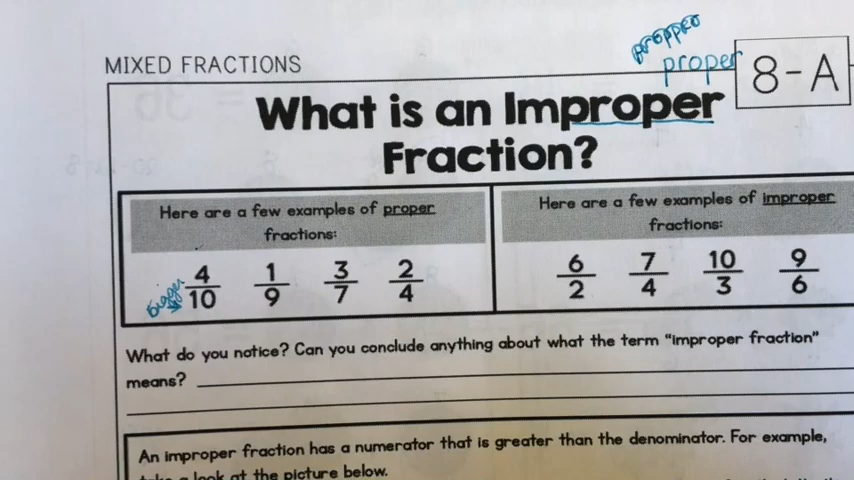 propper
MIXED FRACTIONS
proper
8-A
What is an Improper
Fraction?
Here are a few examples of proper
fractions:
4/10 1/9 3/7 2/4
bigger
Here are a few examples of improper
fractions:
6/2 7/4 10/3 9/6
What do you notice? Can you conclude anything about what the term "improper fraction"
means?
An improper fraction has a numerator that is greater than the denominator. For example,
take a look at the picture below.